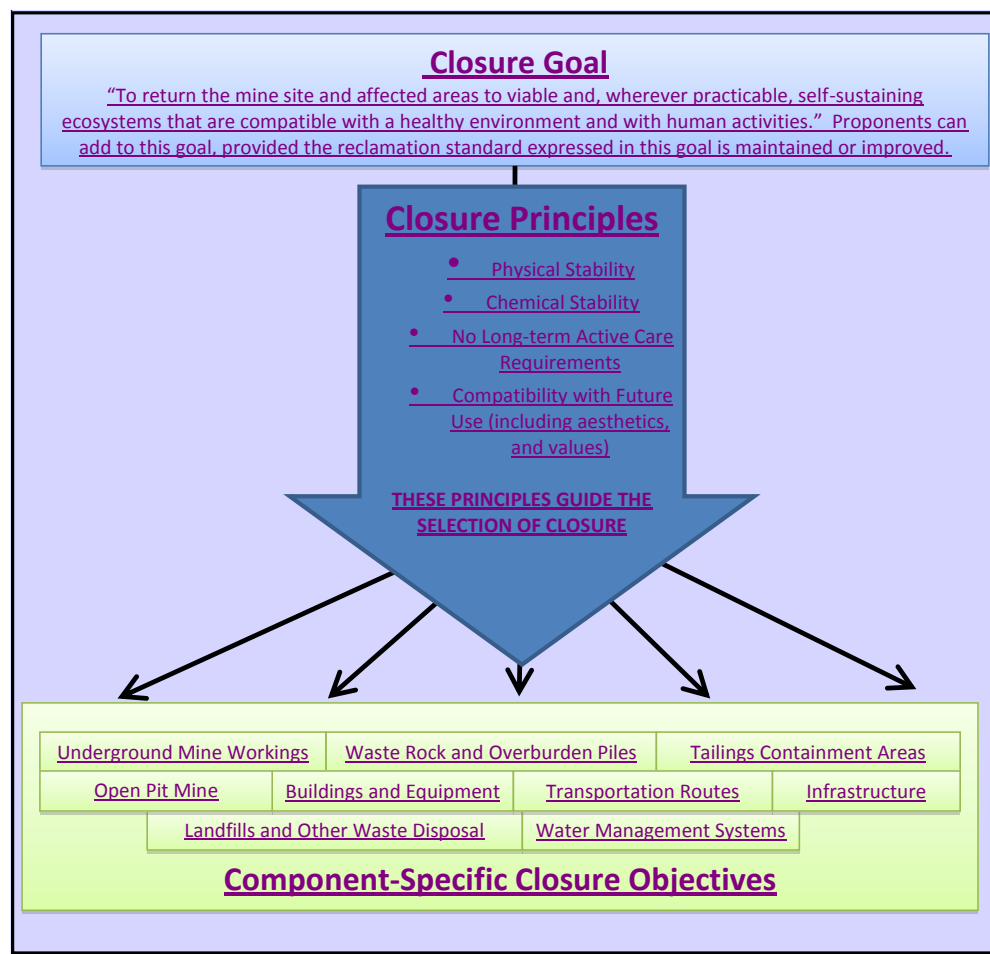 Closure Goal
“To return the mine site and affected areas to viable and, wherever practicable, self-sustaining
ecosystems that are compatible with a healthy environment and with human activities.” Proponents can
add to this goal, provided the reclamation standard expressed in this goal is maintained or improved.
Closure Principles
• Physical Stability
• Chemical Stability
• No Long-term Active Care
Requirements
• Compatibility with Future
Use (including aesthetics,
and values)
THESE PRINCIPLES GUIDE THE
SELECTION OF CLOSURE
Underground Mine Workings
Waste Rock and Overburden Piles
Tailings Containment Areas
Open Pit Mine
Buildings and Equipment
Transportation Routes
Infrastructure
Landfills and Other Waste Disposal
Water Management Systems
Component-Specific Closure Objectives